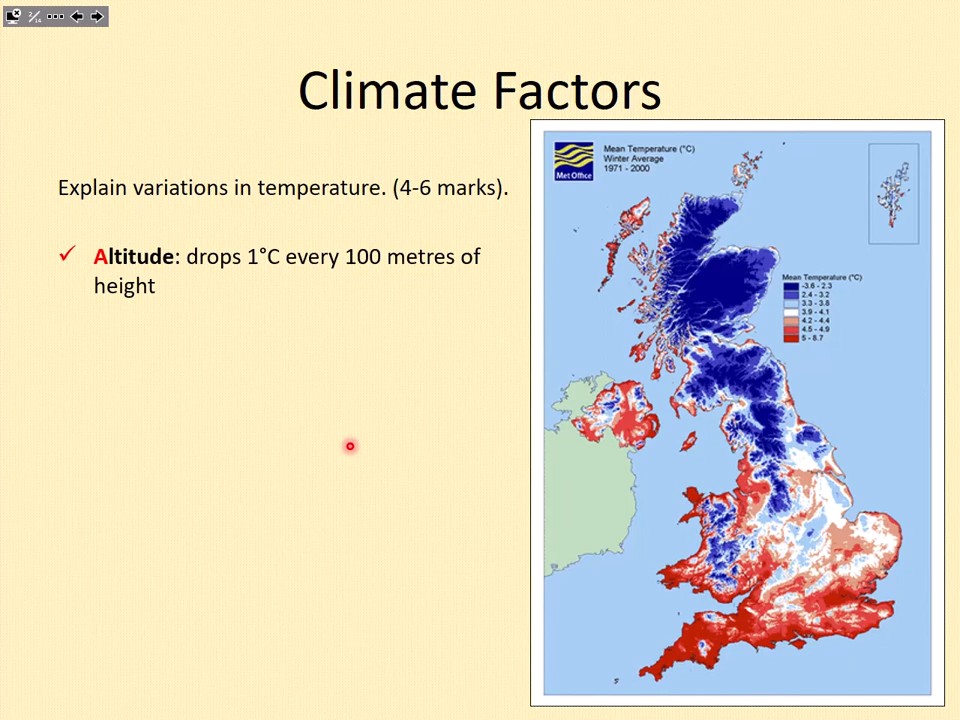 2/14
Climate Factors
Explain variations in temperature. (4-6 marks).
Altitude: drops 1°C every 100 metres of
height
Met Office
Mean Temperature (°C)
Winter Average
1971 - 2000
Mean Temperature (°C)
-3.6 - 2.3
2.4 - 3.2
3.3 - 3.8
3.9 - 4.1
4.2 - 4.4
4.5 - 4.9
5 - 8.7